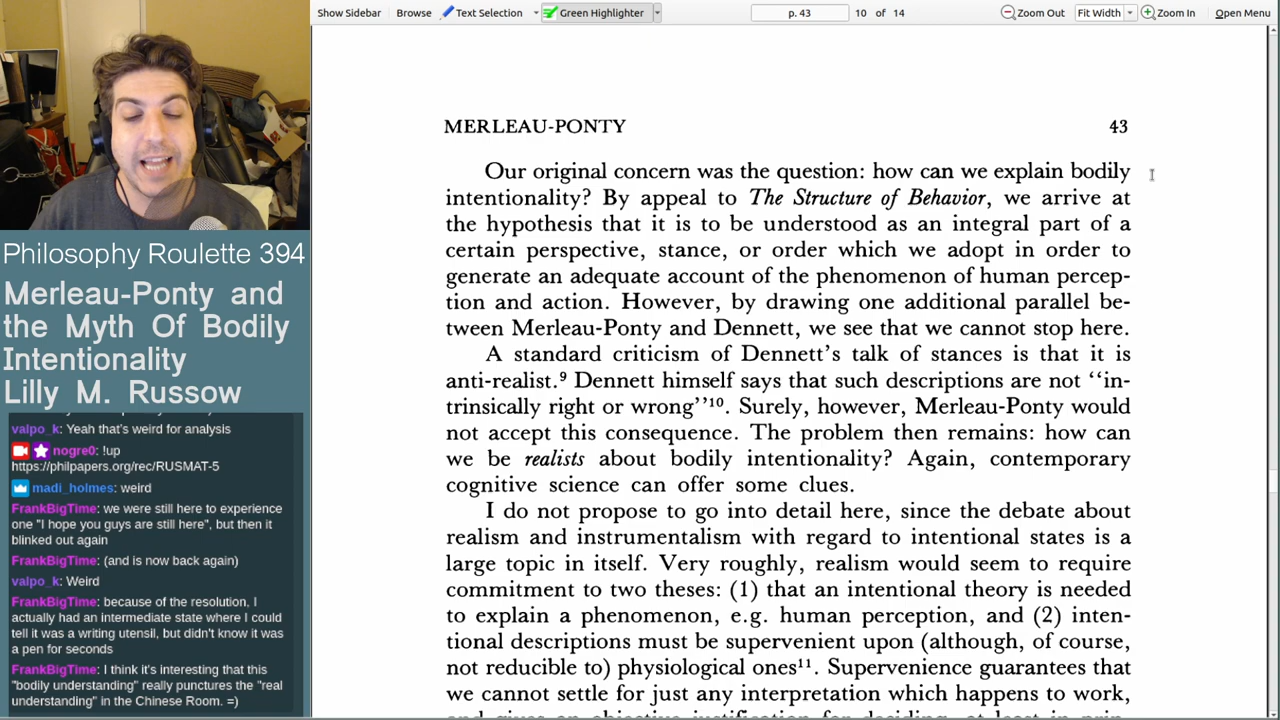 Show Sidebar Browse Text Selection Green Highlighter p. 43 10 of 14 Zoom Out Fit Width Zoom In Open Menu
MERLEAU-PONTY 43
Our original concern was the question: how can we explain bodily
intentionality? By appeal to The Structure of Behavior, we arrive at
the hypothesis that it is to be understood as an integral part of a
certain perspective, stance, or order which we adopt in order to
generate an adequate account of the phenomenon of human percep-
tion and action. However, by drawing one additional parallel be-
tween Merleau-Ponty and Dennett, we see that we cannot stop here.
A standard criticism of Dennett's talk of stances is that it is
anti-realist.⁹ Dennett himself says that such descriptions are not ‘‘in-
trinsically right or wrong’’¹⁰. Surely, however, Merleau-Ponty would
not accept this consequence. The problem then remains: how can
we be realists about bodily intentionality? Again, contemporary
cognitive science can offer some clues.
I do not propose to go into detail here, since the debate about
realism and instrumentalism with regard to intentional states is a
large topic in itself. Very roughly, realism would seem to require
commitment to two theses: (1) that an intentional theory is needed
to explain a phenomenon, e.g. human perception, and (2) inten-
tional descriptions must be supervenient upon (although, of course,
not reducible to) physiological ones¹¹. Supervenience guarantees that
we cannot settle for just any interpretation which happens to work,
Philosophy Roulette 394
Merleau-Ponty and
the Myth Of Bodily
Intentionality
Lilly M. Russow
valpo_k: Yeah that's weird for analysis
nogre0: !up
https://philpapers.org/rec/RUSMAT-5
madi_holmes: weird
FrankBigTime: we were still here to experience
one "I hope you guys are still here", but then it
blinked out again
FrankBigTime: (and is now back again)
valpo_k: Weird
FrankBigTime: because of the resolution, I
actually had an intermediate state where I could
tell it was a writing utensil, but didn't know it was
a pen for seconds
FrankBigTime: I think it's interesting that this
"bodily understanding" really punctures the "real
understanding" in the Chinese Room. =)